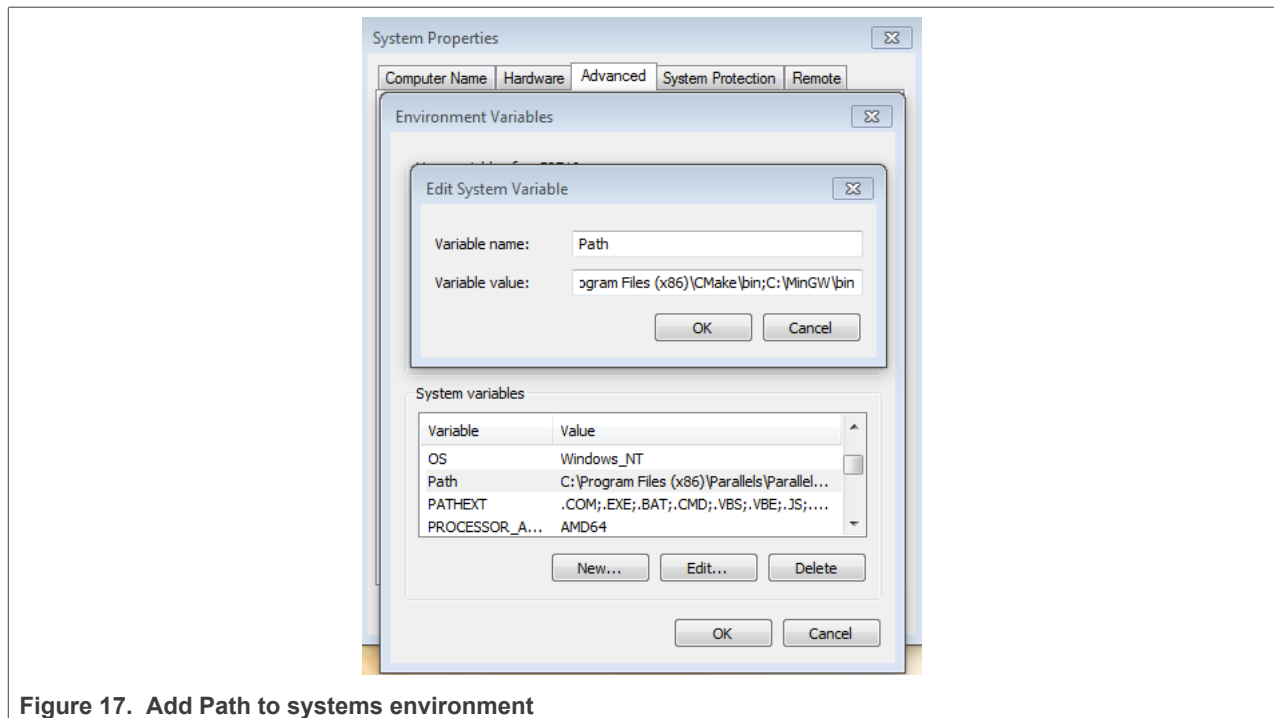 System Properties
Computer Name Hardware Advanced System Protection Remote
Environment Variables
Edit System Variable
Variable name: Path
Variable value: ogram Files (x86)\CMake\bin;C:\MinGW\bin
OK Cancel
System variables
Variable Value
OS Windows_NT
Path C:\Program Files (x86)\Parallels\Parallel...
PATHEXT .COM;.EXE;.BAT;.CMD;.VBS;.VBE;.JS;....
PROCESSOR_A... AMD64
New... Edit... Delete
OK Cancel
Figure 17. Add Path to systems environment